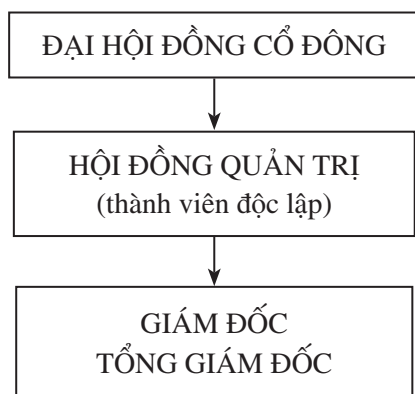 ĐẠI HỘI ĐỒNG CỔ ĐÔNG
HỘI ĐỒNG QUẢN TRỊ
(thành viên độc lập)
GIÁM ĐỐC
TỔNG GIÁM ĐỐC